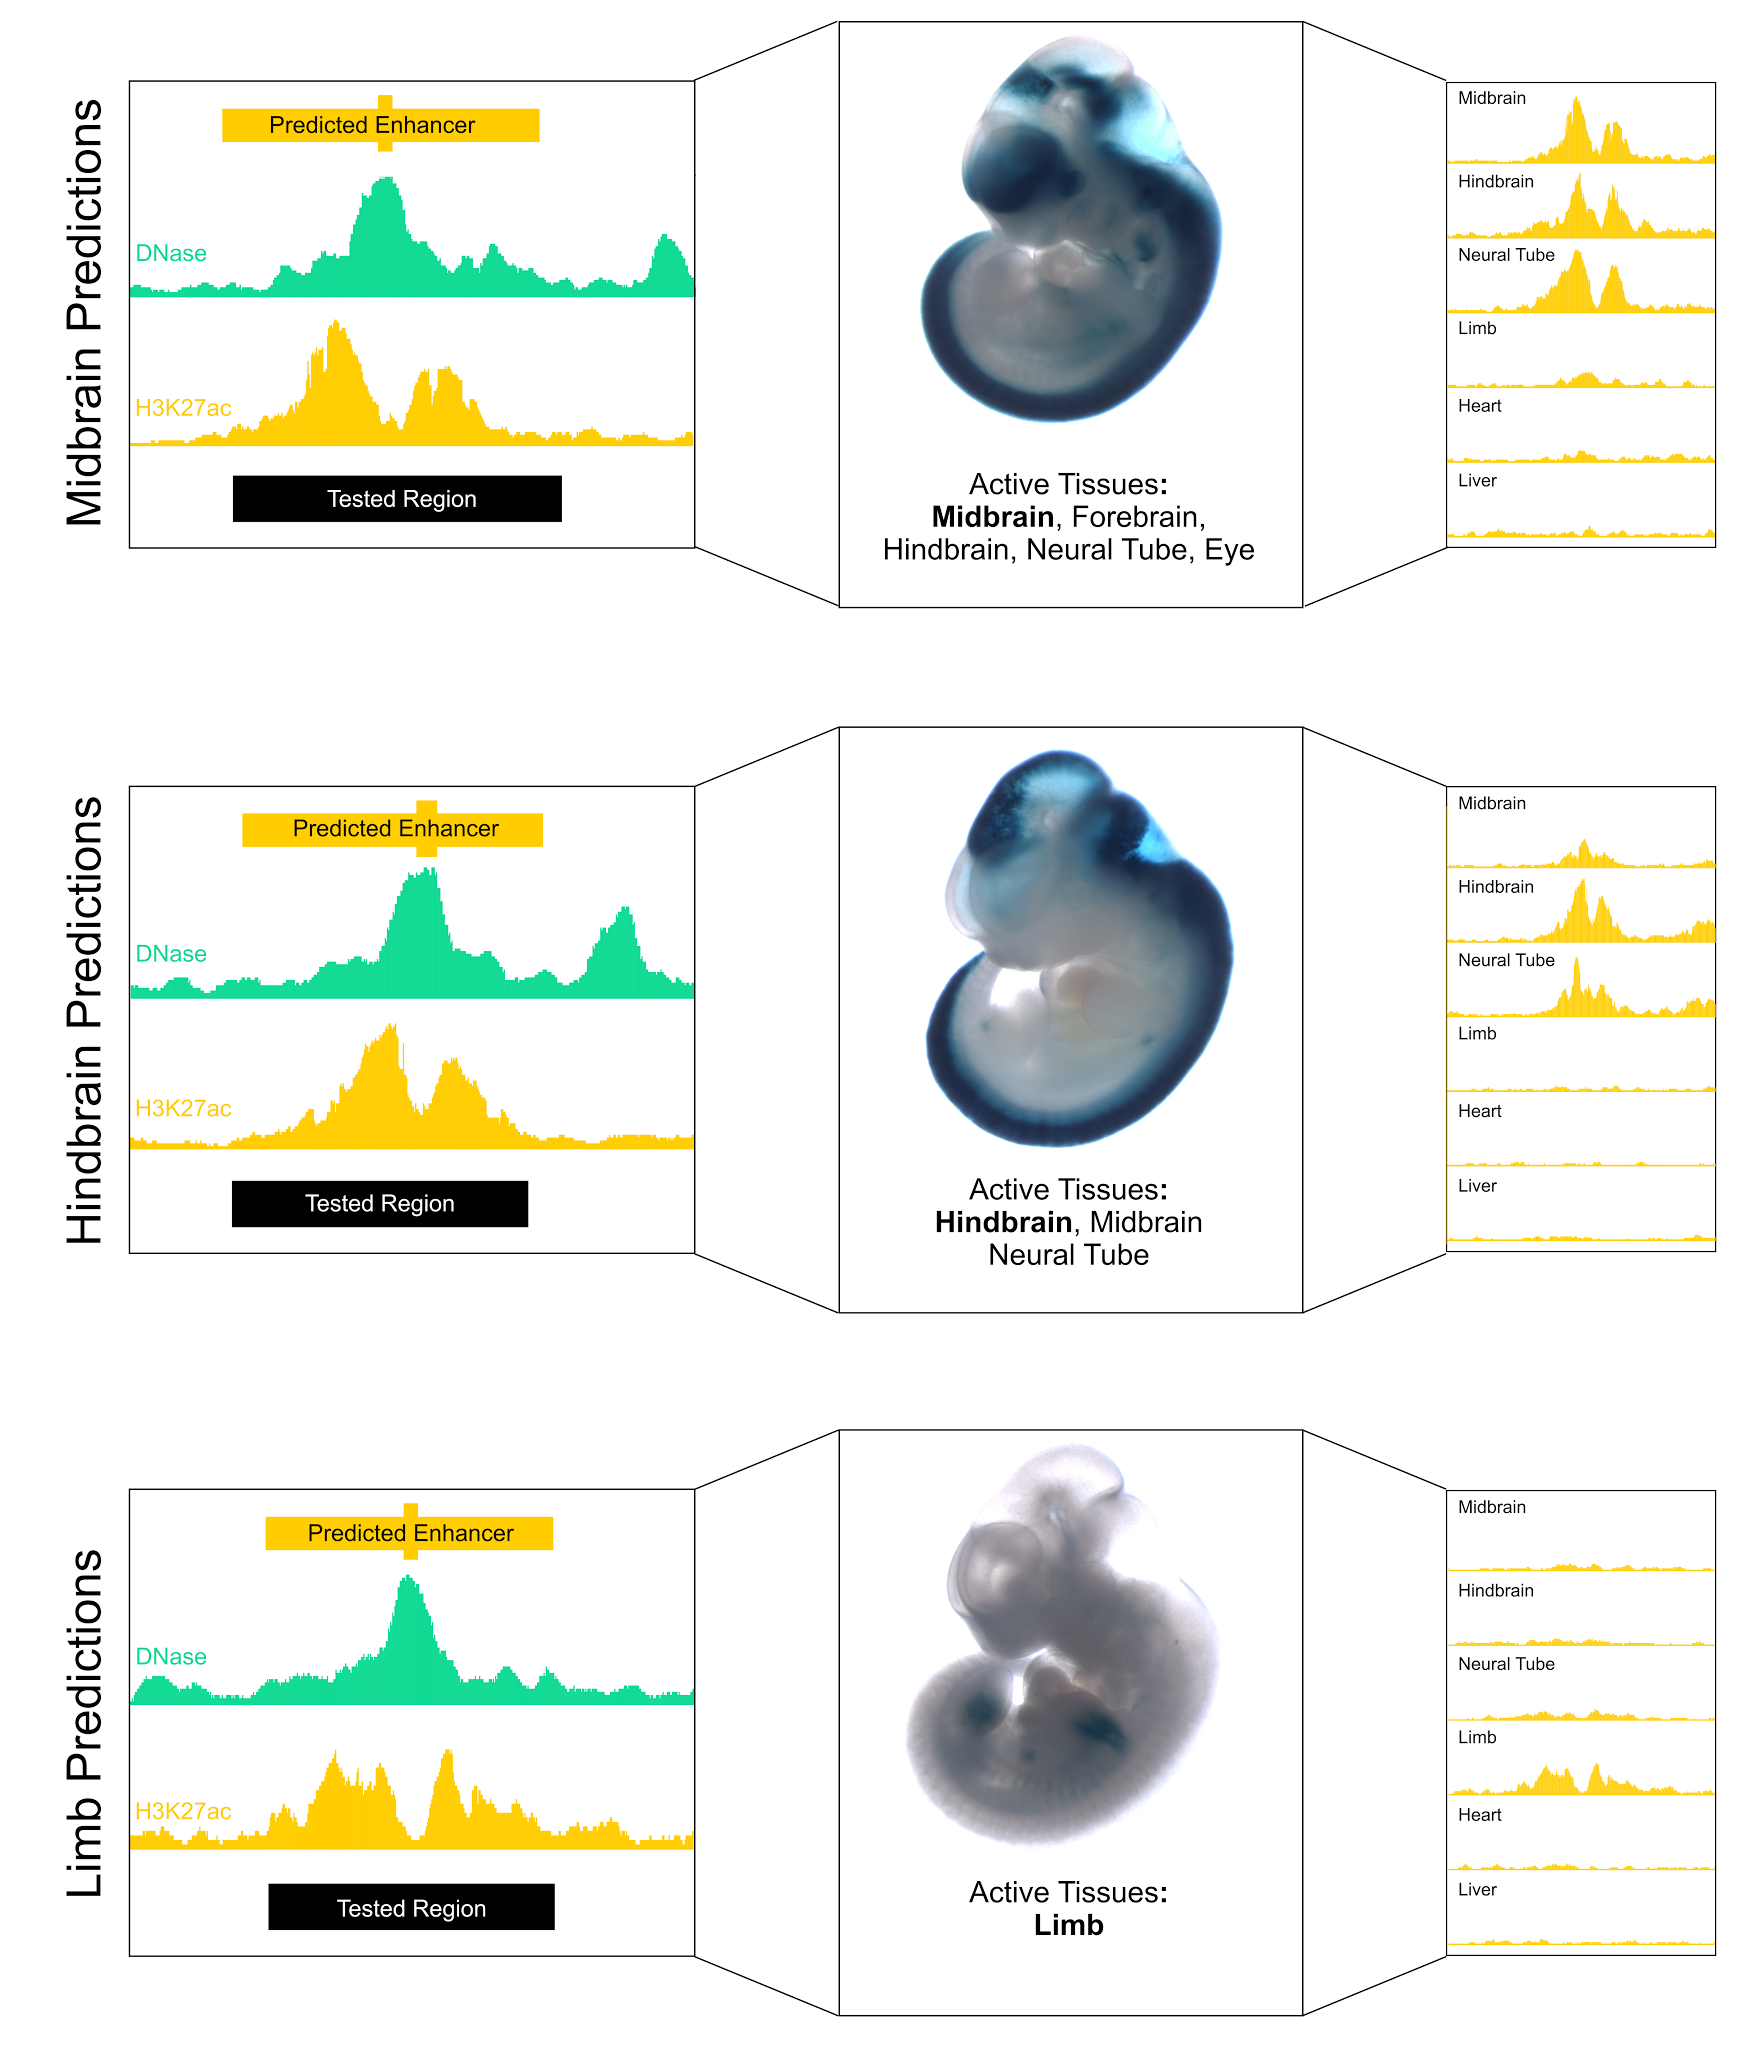 Midbrain Predictions
Predicted Enhancer
DNase
H3K27ac
Tested Region
Active Tissues:
Midbrain, Forebrain,
Hindbrain, Neural Tube, Eye
Midbrain
Hindbrain
Neural Tube
Limb
Heart
Liver
Hindbrain Predictions
Predicted Enhancer
DNase
H3K27ac
Tested Region
Active Tissues:
Hindbrain, Midbrain
Neural Tube
Midbrain
Hindbrain
Neural Tube
Limb
Heart
Liver
Limb Predictions
Predicted Enhancer
DNase
H3K27ac
Tested Region
Active Tissues:
Limb
Midbrain
Hindbrain
Neural Tube
Limb
Heart
Liver